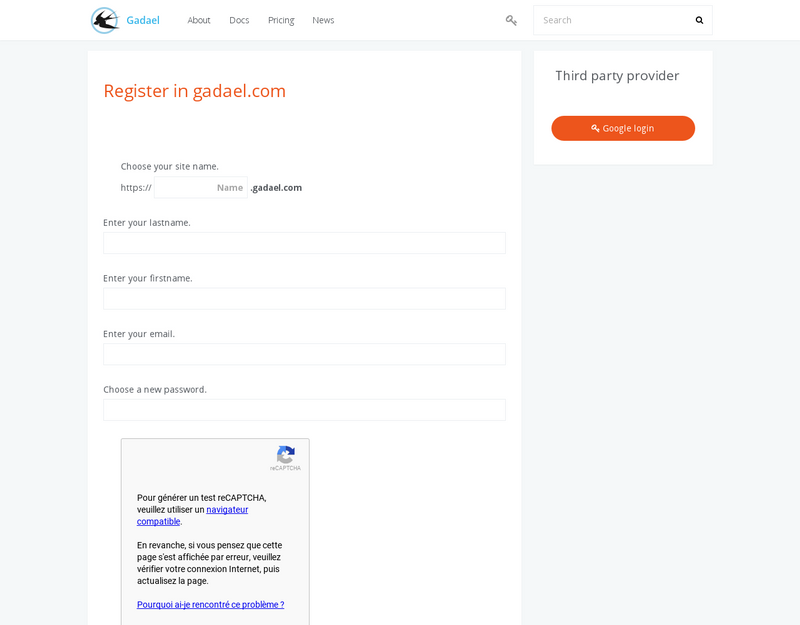 Gadael
About
Docs
Pricing
News
Search
Register in gadael.com
Choose your site name.
https:// Name .gadael.com
Enter your lastname.
Enter your firstname.
Enter your email.
Choose a new password.
reCAPTCHA
Pour générer un test reCAPTCHA,
veuillez utiliser un navigateur
compatible.
En revanche, si vous pensez que cette
page s'est affichée par erreur, veuillez
vérifier votre connexion Internet, puis
actualisez la page.
Pourquoi ai-je rencontré ce problème ?
Third party provider
Google login